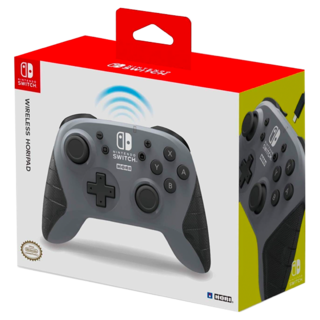 NINTENDO
SWITCH
WIRELESS HORIPAD
NINTENDO
SWITCH
HORI
X
Y
A
B
HORI